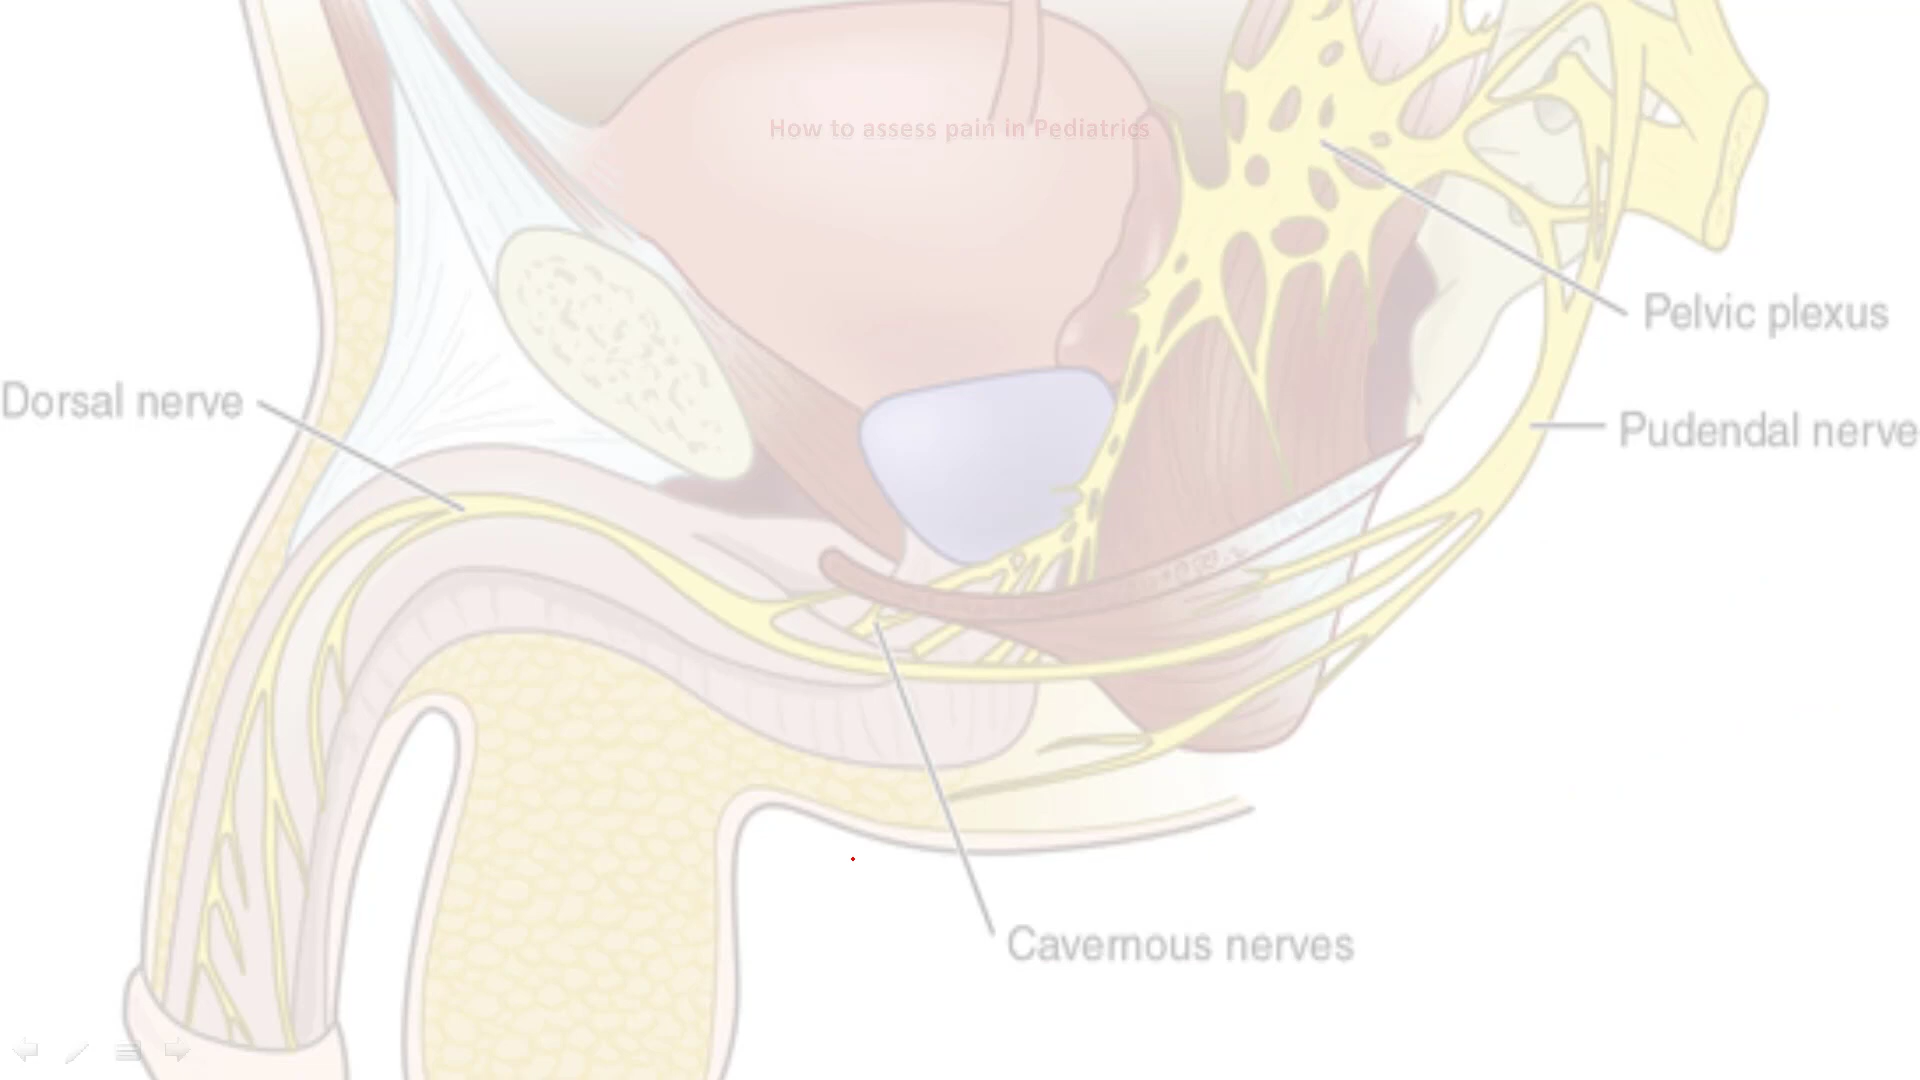 How to assess pain in Pediatrics
Pelvic plexus
Dorsal nerve
Pudendal nerve
Cavernous nerves